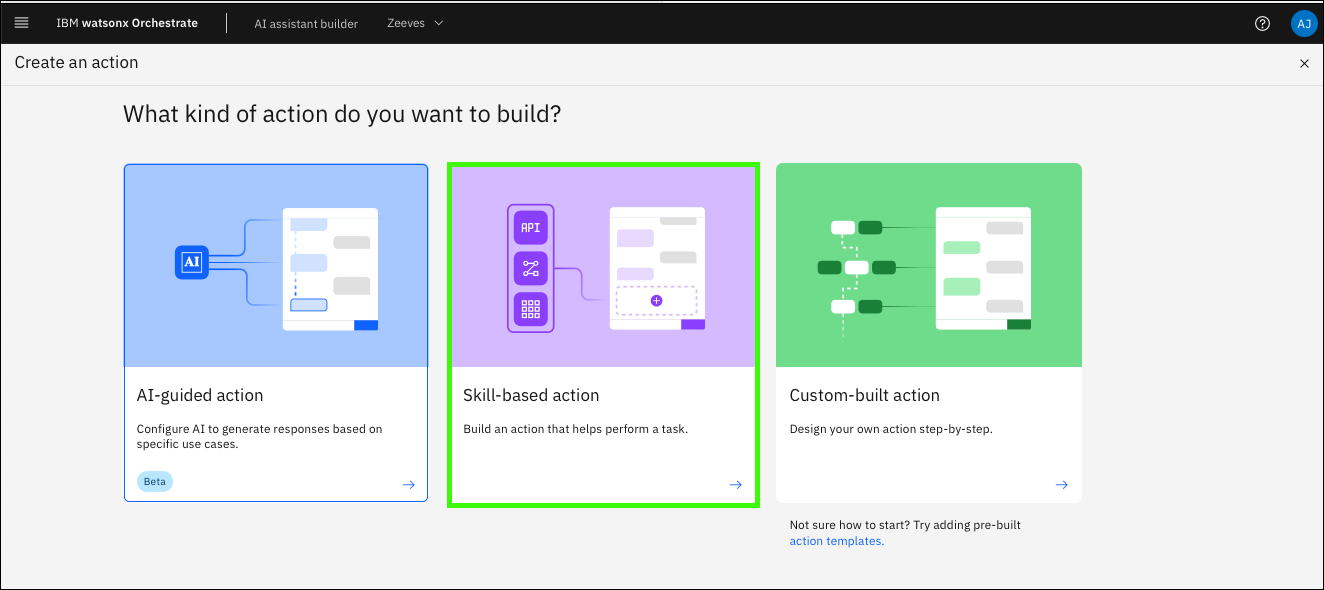 IBM watsonx Orchestrate
AI assistant builder
Zeeves
AJ
Create an action
What kind of action do you want to build?
AI
API
AI-guided action
Configure AI to generate responses based on
specific use cases.
Beta
Skill-based action
Build an action that helps perform a task.
Custom-built action
Design your own action step-by-step.
Not sure how to start? Try adding pre-built
action templates.